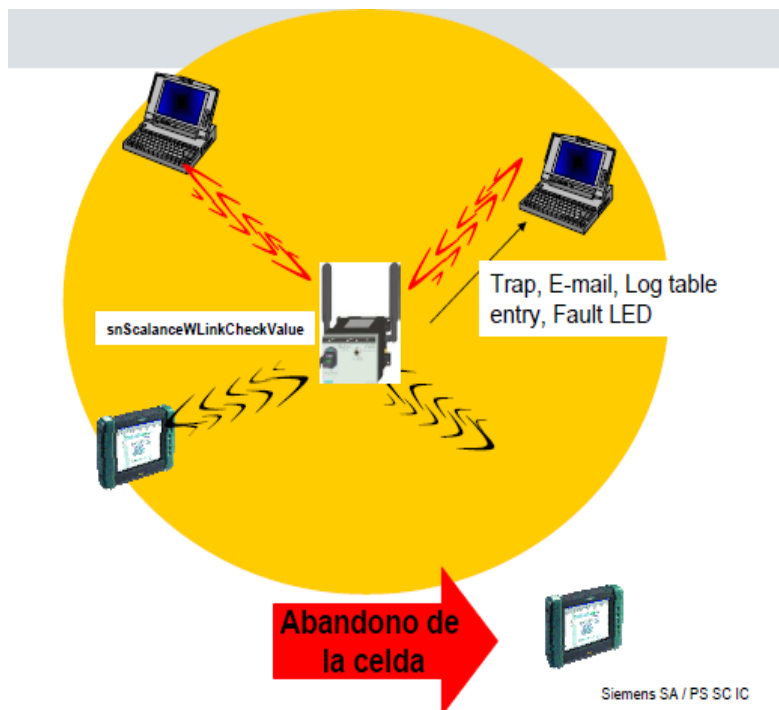 Trap, E-mail, Log table
entry, Fault LED
snScalanceWLinkCheckValue
Abandono de
la celda
Siemens SA / PS SC IC